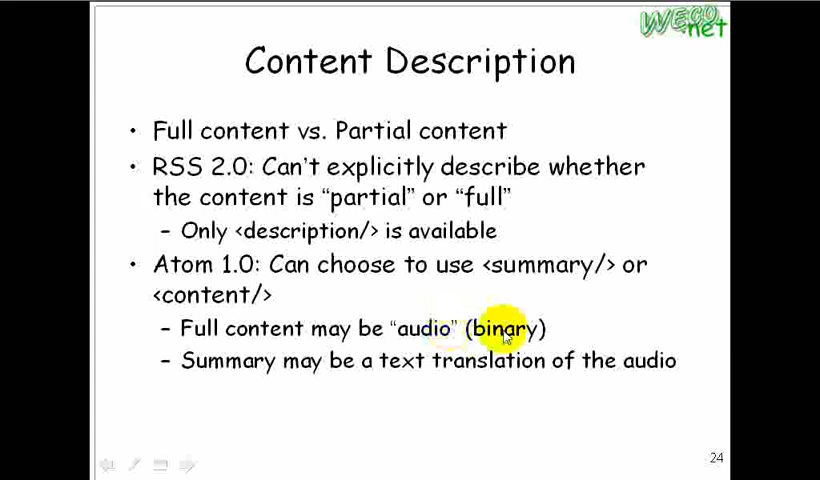 WECO.net
Content Description
• Full content vs. Partial content
• RSS 2.0: Can't explicitly describe whether
the content is “partial” or “full”
– Only <description/> is available
• Atom 1.0: Can choose to use <summary/> or
<content/>
– Full content may be “audio” (binary)
– Summary may be a text translation of the audio
24